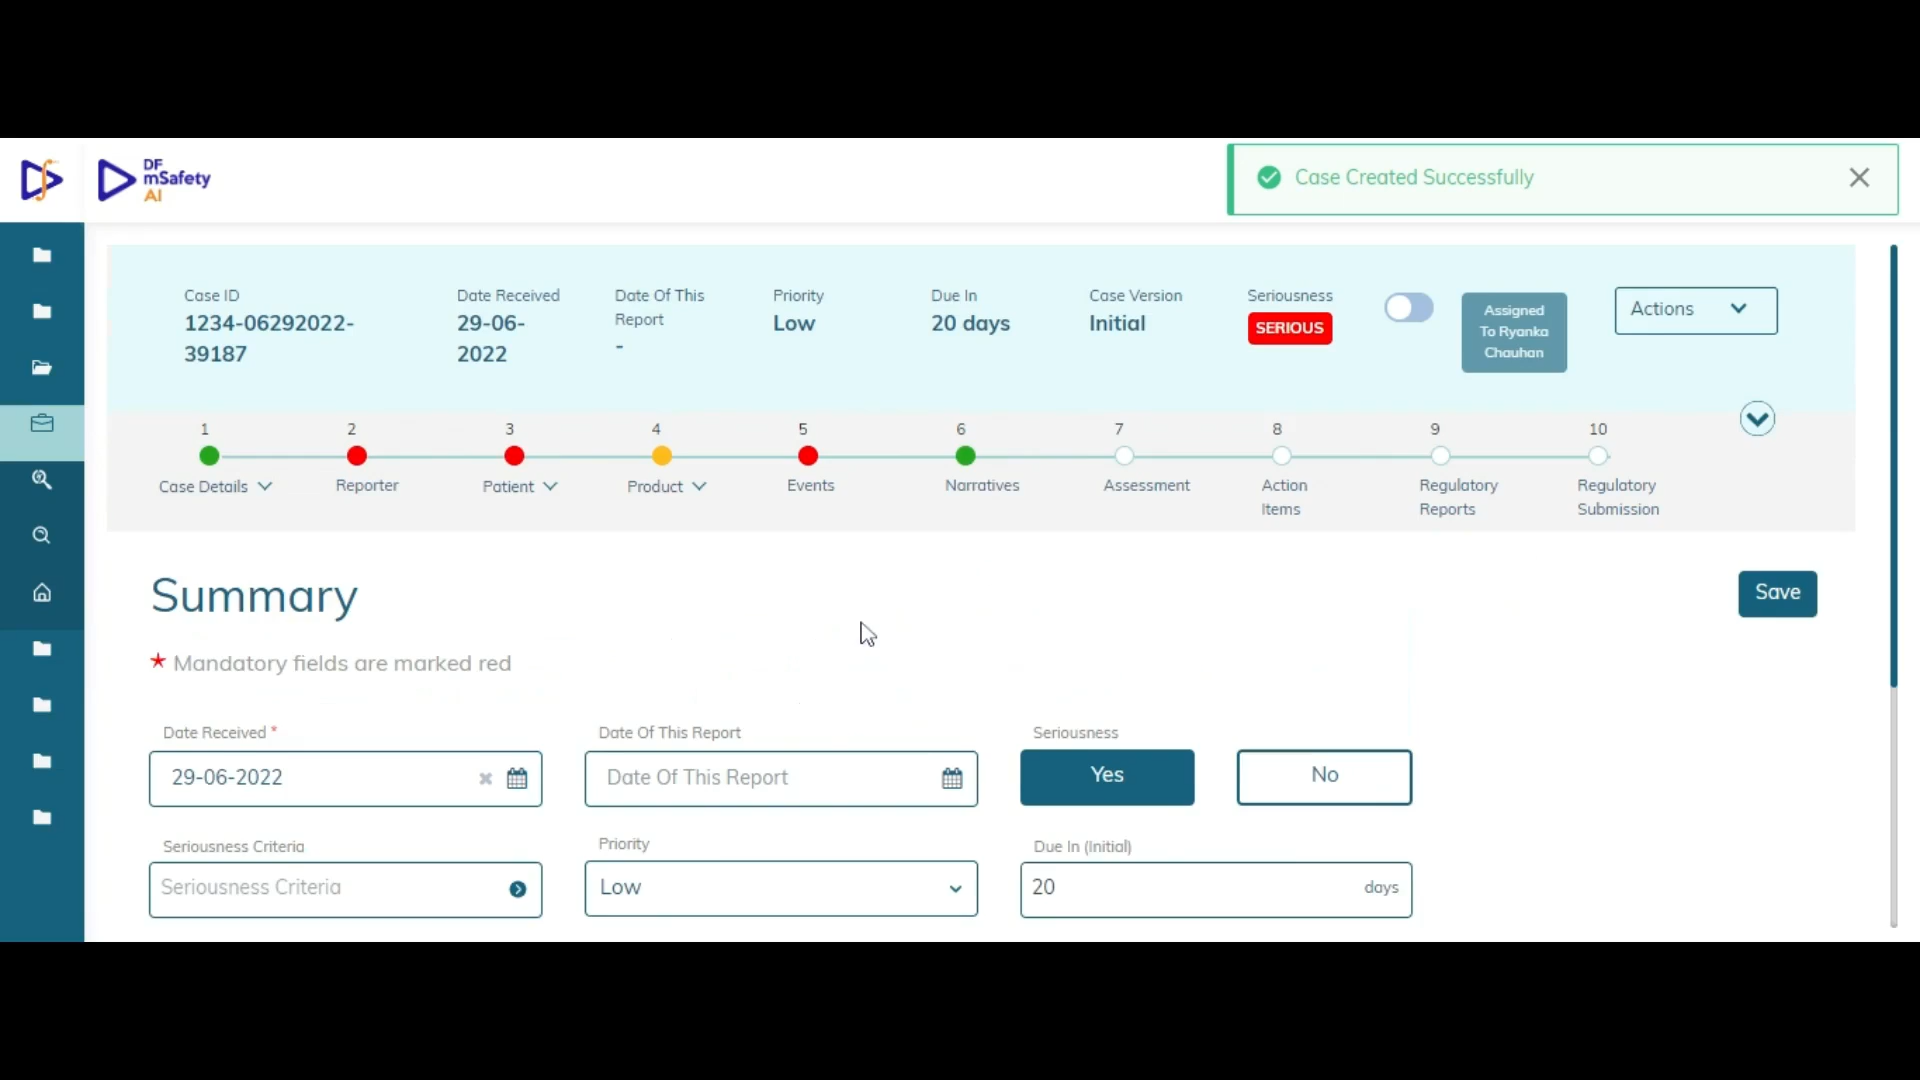 DF
mSafety
AI
Case Created Successfully
Case ID
1234-06292022-
39187
Date Received
29-06-
2022
Date Of This
Report
-
Priority
Low
Due In
20 days
Case Version
Initial
Seriousness
SERIOUS
Assigned
To Ryanka
Chauhan
Actions
1 2 3 4 5 6 7 8 9 10
Case Details
Reporter
Patient
Product
Events
Narratives
Assessment
Action
Items
Regulatory
Reports
Regulatory
Submission
Summary
Save
* Mandatory fields are marked red
Date Received *
29-06-2022
Date Of This Report
Date Of This Report
Seriousness
Yes
No
Seriousness Criteria
Seriousness Criteria
Priority
Low
Due In (Initial)
20 days